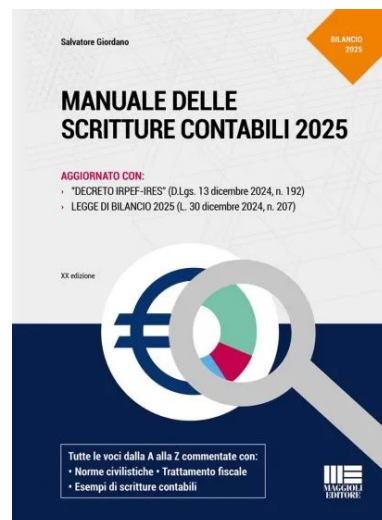 Salvatore Giordano
BILANCIO
2025
MANUALE DELLE
SCRITTURE CONTABILI 2025
AGGIORNATO CON:
› "DECRETO IRPEF-IRES" (D.Lgs. 13 dicembre 2024, n. 192)
› LEGGE DI BILANCIO 2025 (L. 30 dicembre 2024, n. 207)
XX edizione
Tutte le voci dalla A alla Z commentate con:
• Norme civilistiche • Trattamento fiscale
• Esempi di scritture contabili
MAGGIOLI
EDITORE